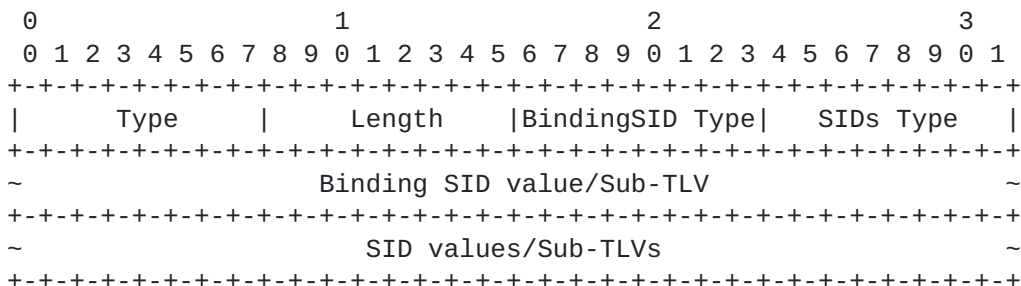 0                   1                   2                   3
 0 1 2 3 4 5 6 7 8 9 0 1 2 3 4 5 6 7 8 9 0 1 2 3 4 5 6 7 8 9 0 1
+-+-+-+-+-+-+-+-+-+-+-+-+-+-+-+-+-+-+-+-+-+-+-+-+-+-+-+-+-+-+-+-+
|      Type     |     Length    |BindingSID Type|   SIDs Type   |
+-+-+-+-+-+-+-+-+-+-+-+-+-+-+-+-+-+-+-+-+-+-+-+-+-+-+-+-+-+-+-+-+
~                   Binding SID value/Sub-TLV                   ~
+-+-+-+-+-+-+-+-+-+-+-+-+-+-+-+-+-+-+-+-+-+-+-+-+-+-+-+-+-+-+-+-+
~                      SID values/Sub-TLVs                      ~
+-+-+-+-+-+-+-+-+-+-+-+-+-+-+-+-+-+-+-+-+-+-+-+-+-+-+-+-+-+-+-+-+